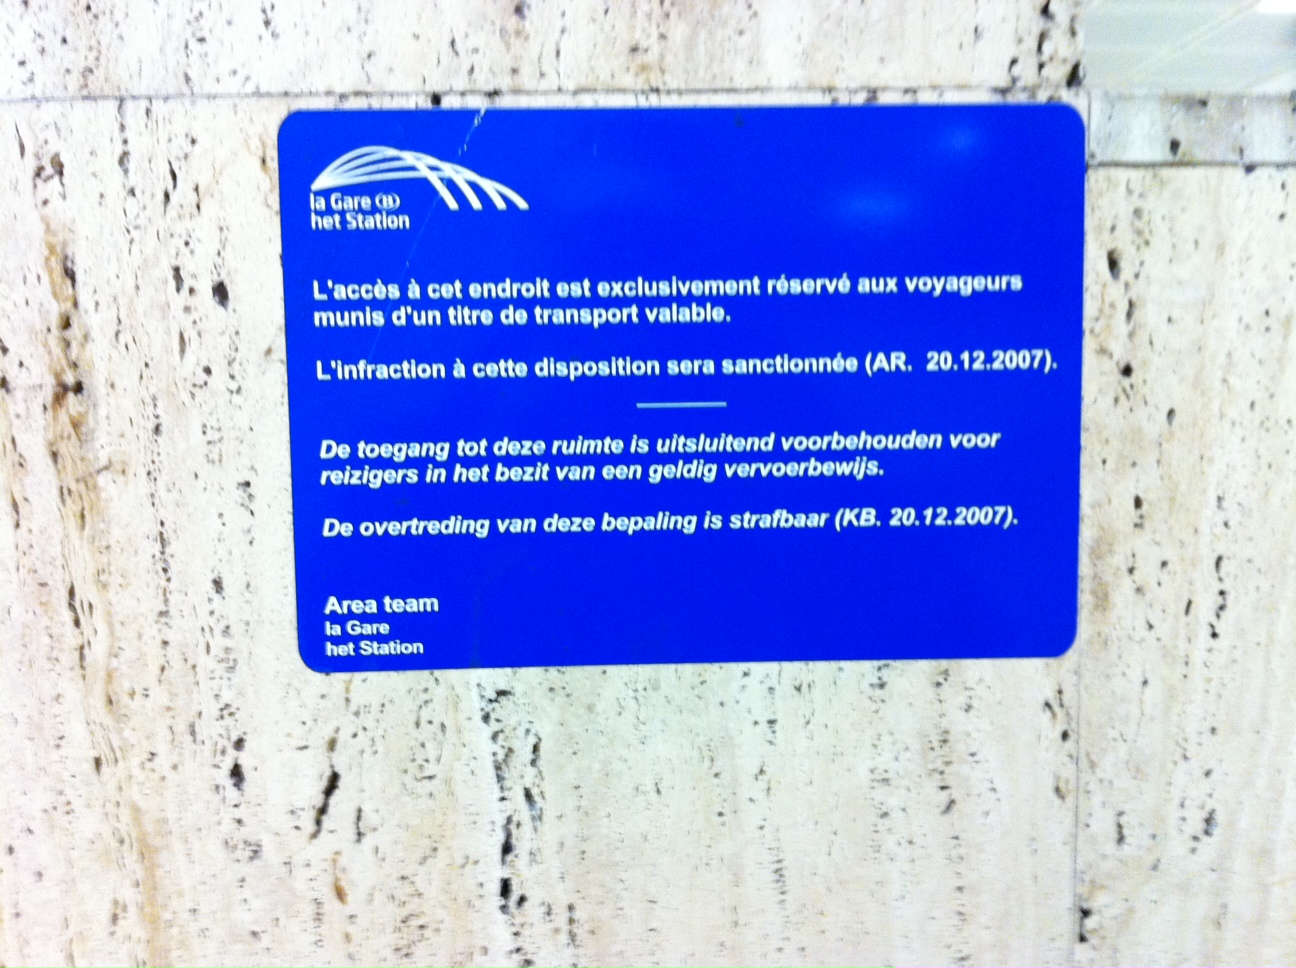 la Gare B
het Station
L'accès à cet endroit est exclusivement réservé aux voyageurs
munis d'un titre de transport valable.
L'infraction à cette disposition sera sanctionnée (AR. 20.12.2007).
De toegang tot deze ruimte is uitsluitend voorbehouden voor
reizigers in het bezit van een geldig vervoerbewijs.
De overtreding van deze bepaling is strafbaar (KB. 20.12.2007).
Area team
la Gare
het Station